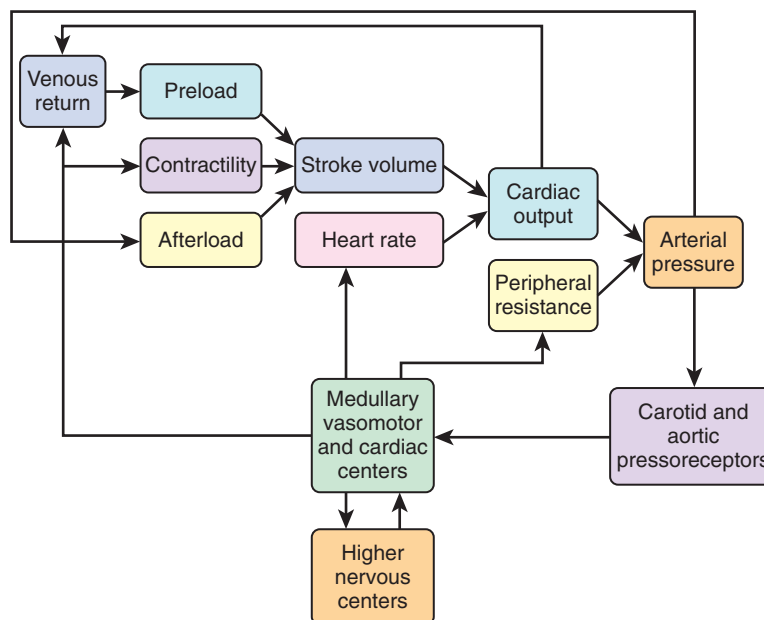 Venous
return
Preload
Contractility
Stroke volume
Afterload
Heart rate
Cardiac
output
Peripheral
resistance
Arterial
pressure
Medullary
vasomotor
and cardiac
centers
Carotid and
aortic
pressoreceptors
Higher
nervous
centers